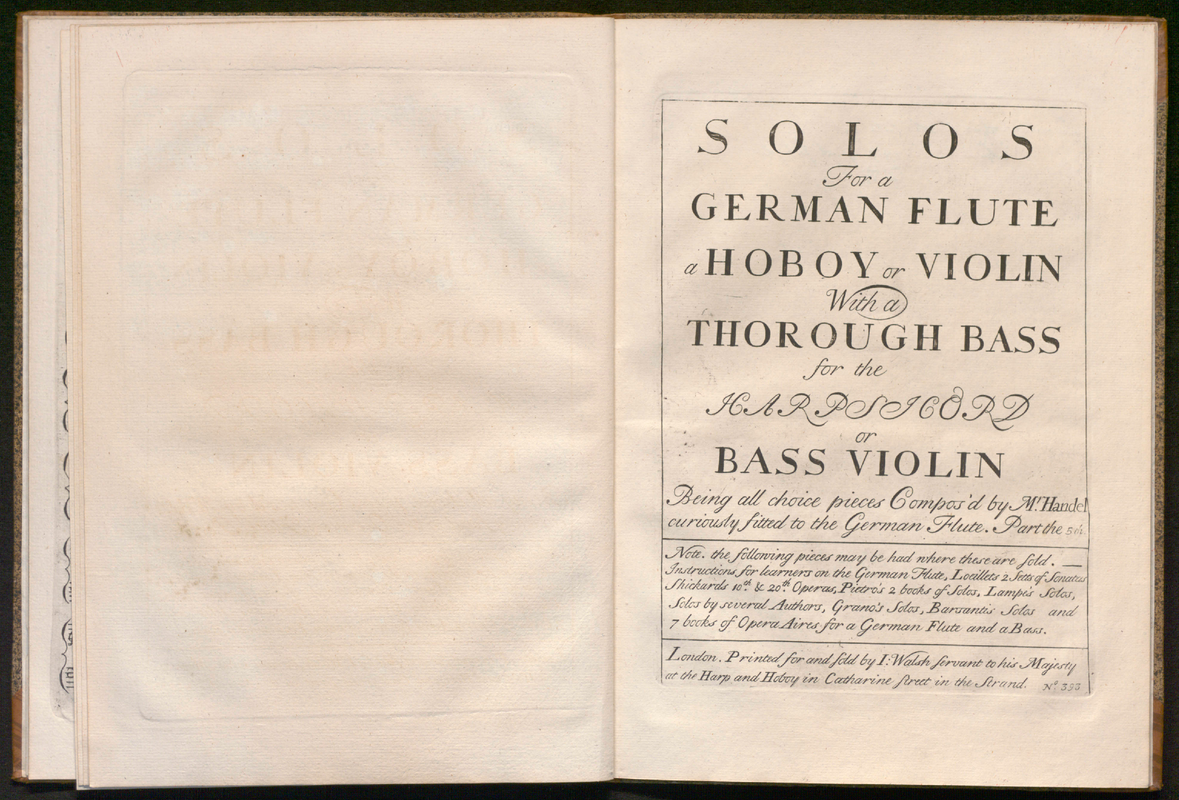 SOLOS
For a
GERMAN FLUTE
a HOBOY or VIOLIN
With a
THOROUGH BASS
for the
HARPSICORD
or
BASS VIOLIN
Being all choice pieces Compos'd by Mr. Handel
curiously fitted to the German Flute. Part the 5th.
Note. the following pieces may be had where these are sold.
Instructions for learners on the German Flute, Loeillets 2 Setts of Sonatas
Shickards 10th. & 20th. Operas, Pietro's 2 books of Solos, Lampe's Solos,
Solos by several Authors, Grano's Solos, Barsanti's Solos and
7 books of Opera Aires for a German Flute and a Bass.
London. Printed for and sold by I: Walsh servant to his Majesty
at the Harp and Hoboy in Catharine street in the Strand. No. 393